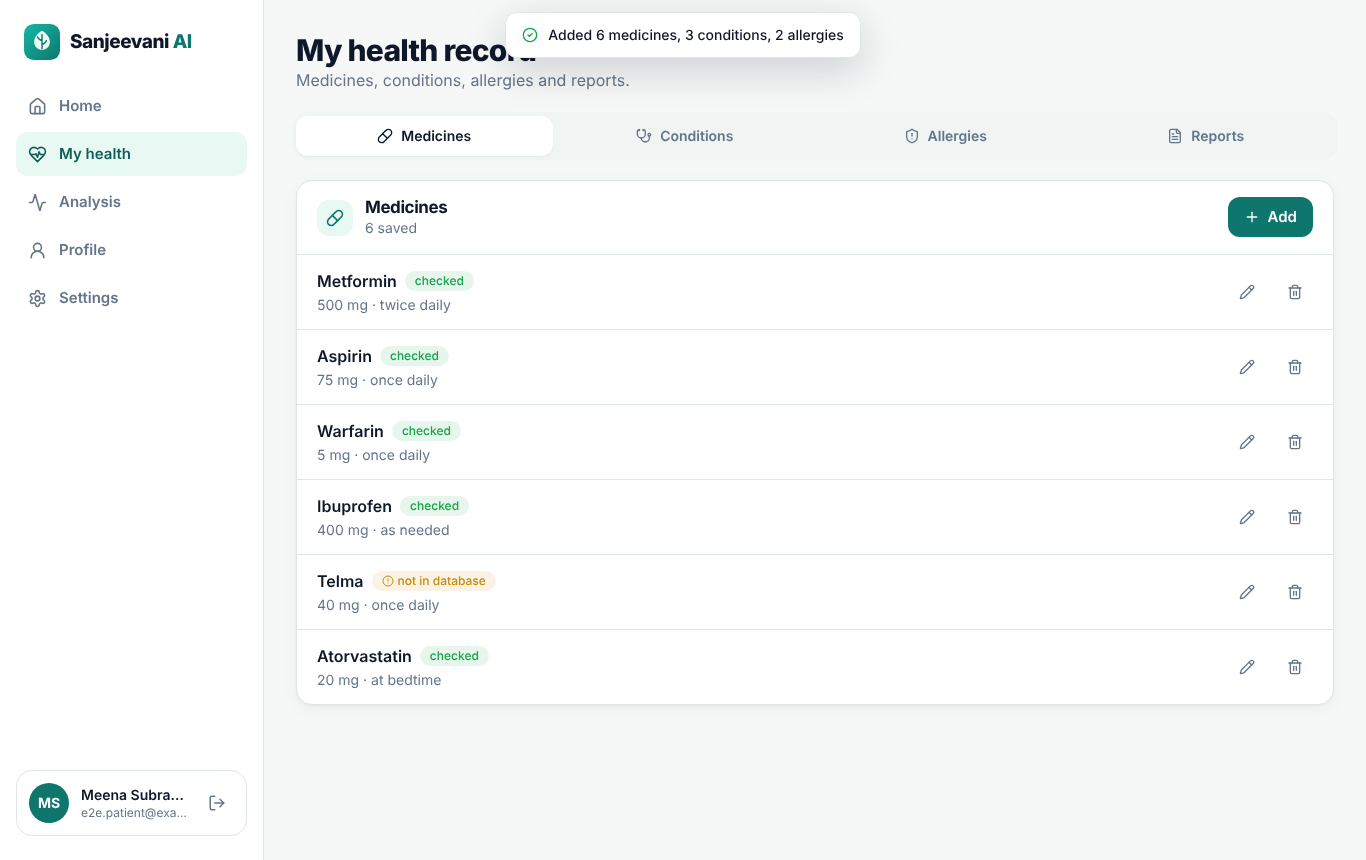 Sanjeevani AI
Home
My health
Analysis
Profile
Settings
MS
Meena Subra...
e2e.patient@exa...
Added 6 medicines, 3 conditions, 2 allergies
My health record
Medicines, conditions, allergies and reports.
Medicines
Conditions
Allergies
Reports
Medicines
6 saved
Add
Metformin checked
500 mg · twice daily
Aspirin checked
75 mg · once daily
Warfarin checked
5 mg · once daily
Ibuprofen checked
400 mg · as needed
Telma not in database
40 mg · once daily
Atorvastatin checked
20 mg · at bedtime